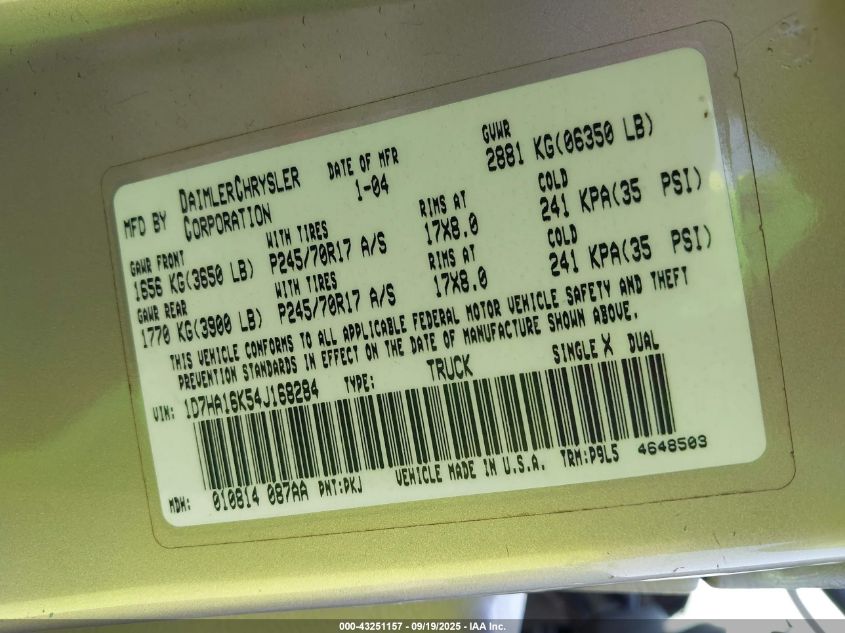 MFD BY DAIMLERCHRYSLER CORPORATION
DATE OF MFR 1-04
GVWR 2881 KG(06350 LB)
GAWR FRONT 1656 KG(3650 LB) WITH TIRES P245/70R17 A/S RIMS AT 17X8.0 COLD 241 KPA(35 PSI)
GAWR REAR 1770 KG(3900 LB) WITH TIRES P245/70R17 A/S RIMS AT 17X8.0 COLD 241 KPA(35 PSI)
THIS VEHICLE CONFORMS TO ALL APPLICABLE FEDERAL MOTOR VEHICLE SAFETY AND THEFT
PREVENTION STANDARDS IN EFFECT ON THE DATE OF MANUFACTURE SHOWN ABOVE.
VIN: 1D7HA16K54J168284 TYPE: TRUCK SINGLE X DUAL
MDH: 010814 087AA PNT:PKJ VEHICLE MADE IN U.S.A. TRM:P9L5 4648503
000-43251157 - 09/19/2025 - IAA Inc.